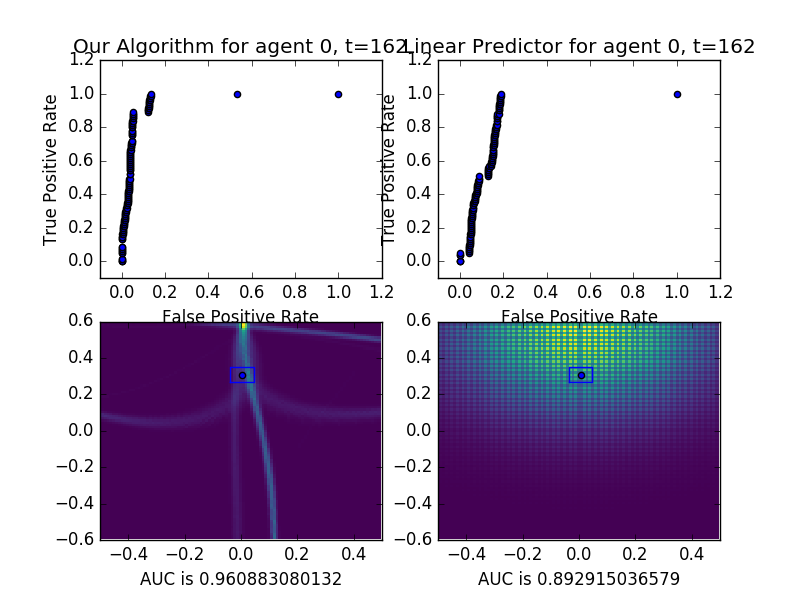 Our Algorithm for agent 0, t=162
Linear Predictor for agent 0, t=162
True Positive Rate
1.2
1.0
0.8
0.6
0.4
0.2
0.0
0.0 0.2 0.4 0.6 0.8 1.0 1.2
False Positive Rate
True Positive Rate
1.2
1.0
0.8
0.6
0.4
0.2
0.0
0.0 0.2 0.4 0.6 0.8 1.0 1.2
False Positive Rate
0.6
0.4
0.2
0.0
−0.2
−0.4
−0.6
−0.4 −0.2 0.0 0.2 0.4
AUC is 0.960883080132
0.6
0.4
0.2
0.0
−0.2
−0.4
−0.6
−0.4 −0.2 0.0 0.2 0.4
AUC is 0.892915036579